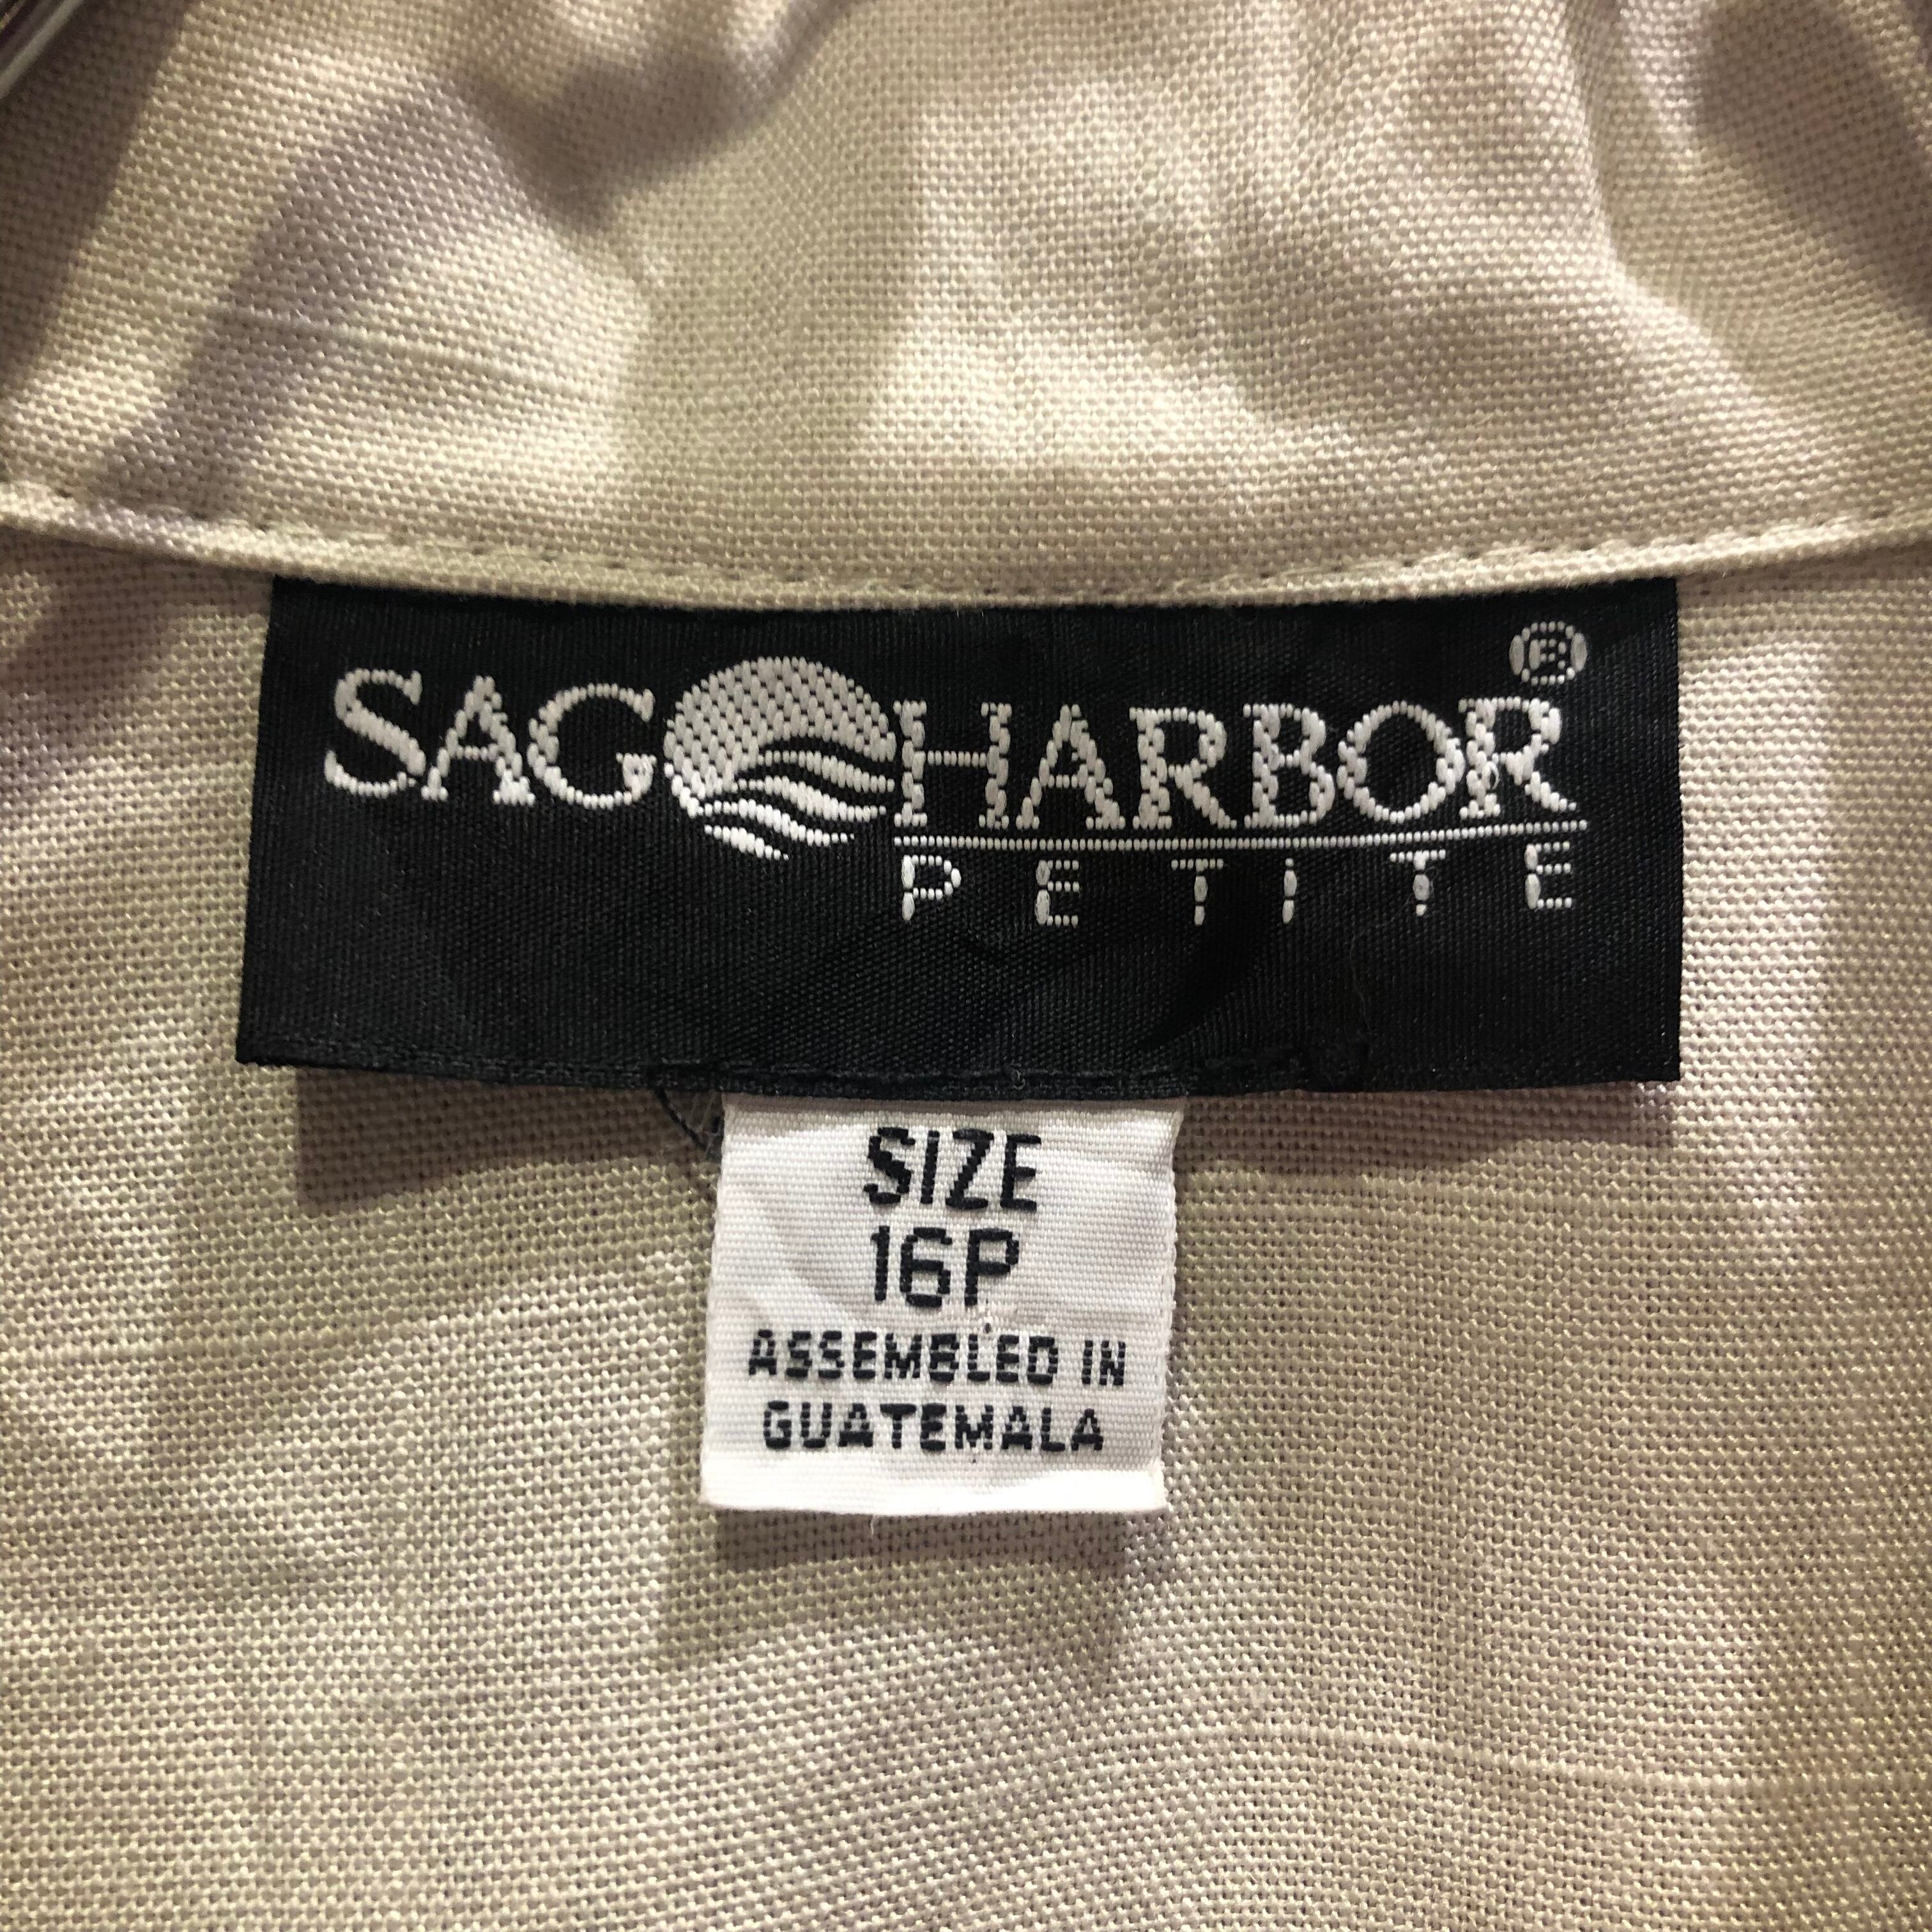 SAG HARBOR®
PETITE
SIZE
16P
ASSEMBLED IN
GUATEMALA